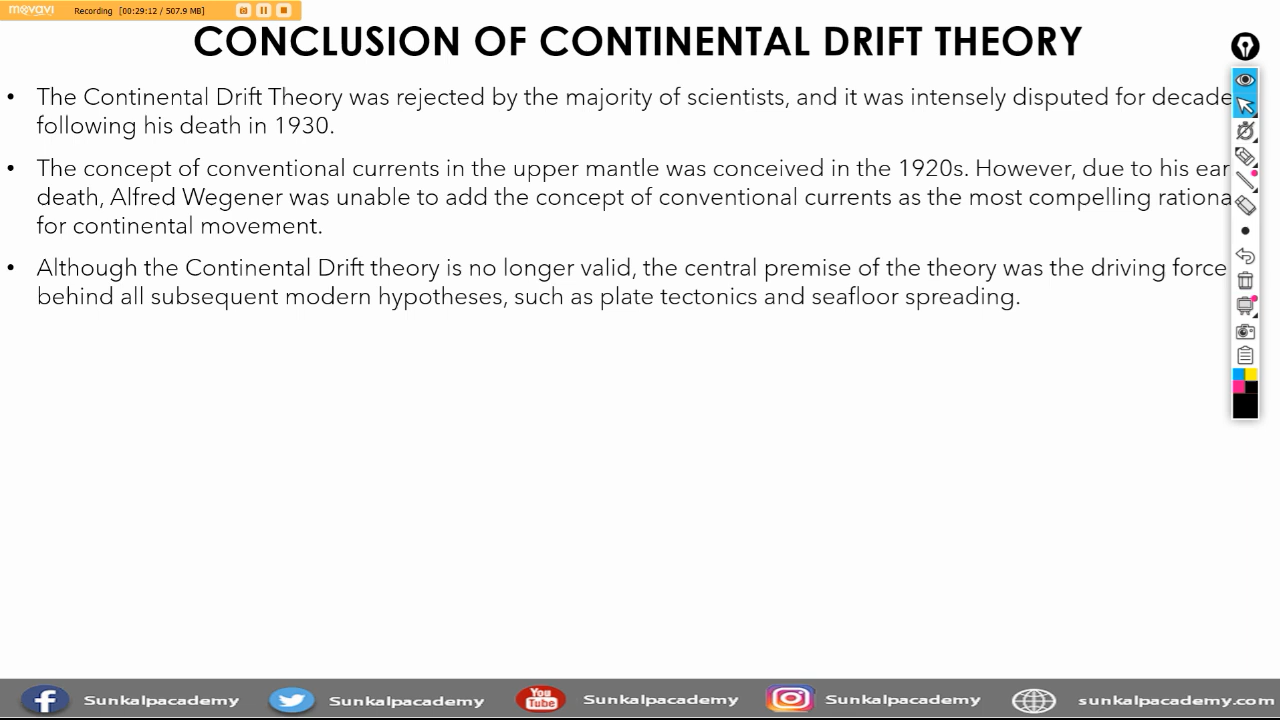 movavi Recording [00:29:12 / 507.9 MB]
CONCLUSION OF CONTINENTAL DRIFT THEORY
• The Continental Drift Theory was rejected by the majority of scientists, and it was intensely disputed for decade
following his death in 1930.
• The concept of conventional currents in the upper mantle was conceived in the 1920s. However, due to his ear
death, Alfred Wegener was unable to add the concept of conventional currents as the most compelling rationa
for continental movement.
• Although the Continental Drift theory is no longer valid, the central premise of the theory was the driving force
behind all subsequent modern hypotheses, such as plate tectonics and seafloor spreading.
f Sunkalpacademy Sunkalpacademy You Tube Sunkalpacademy Sunkalpacademy sunkalpacademy.com